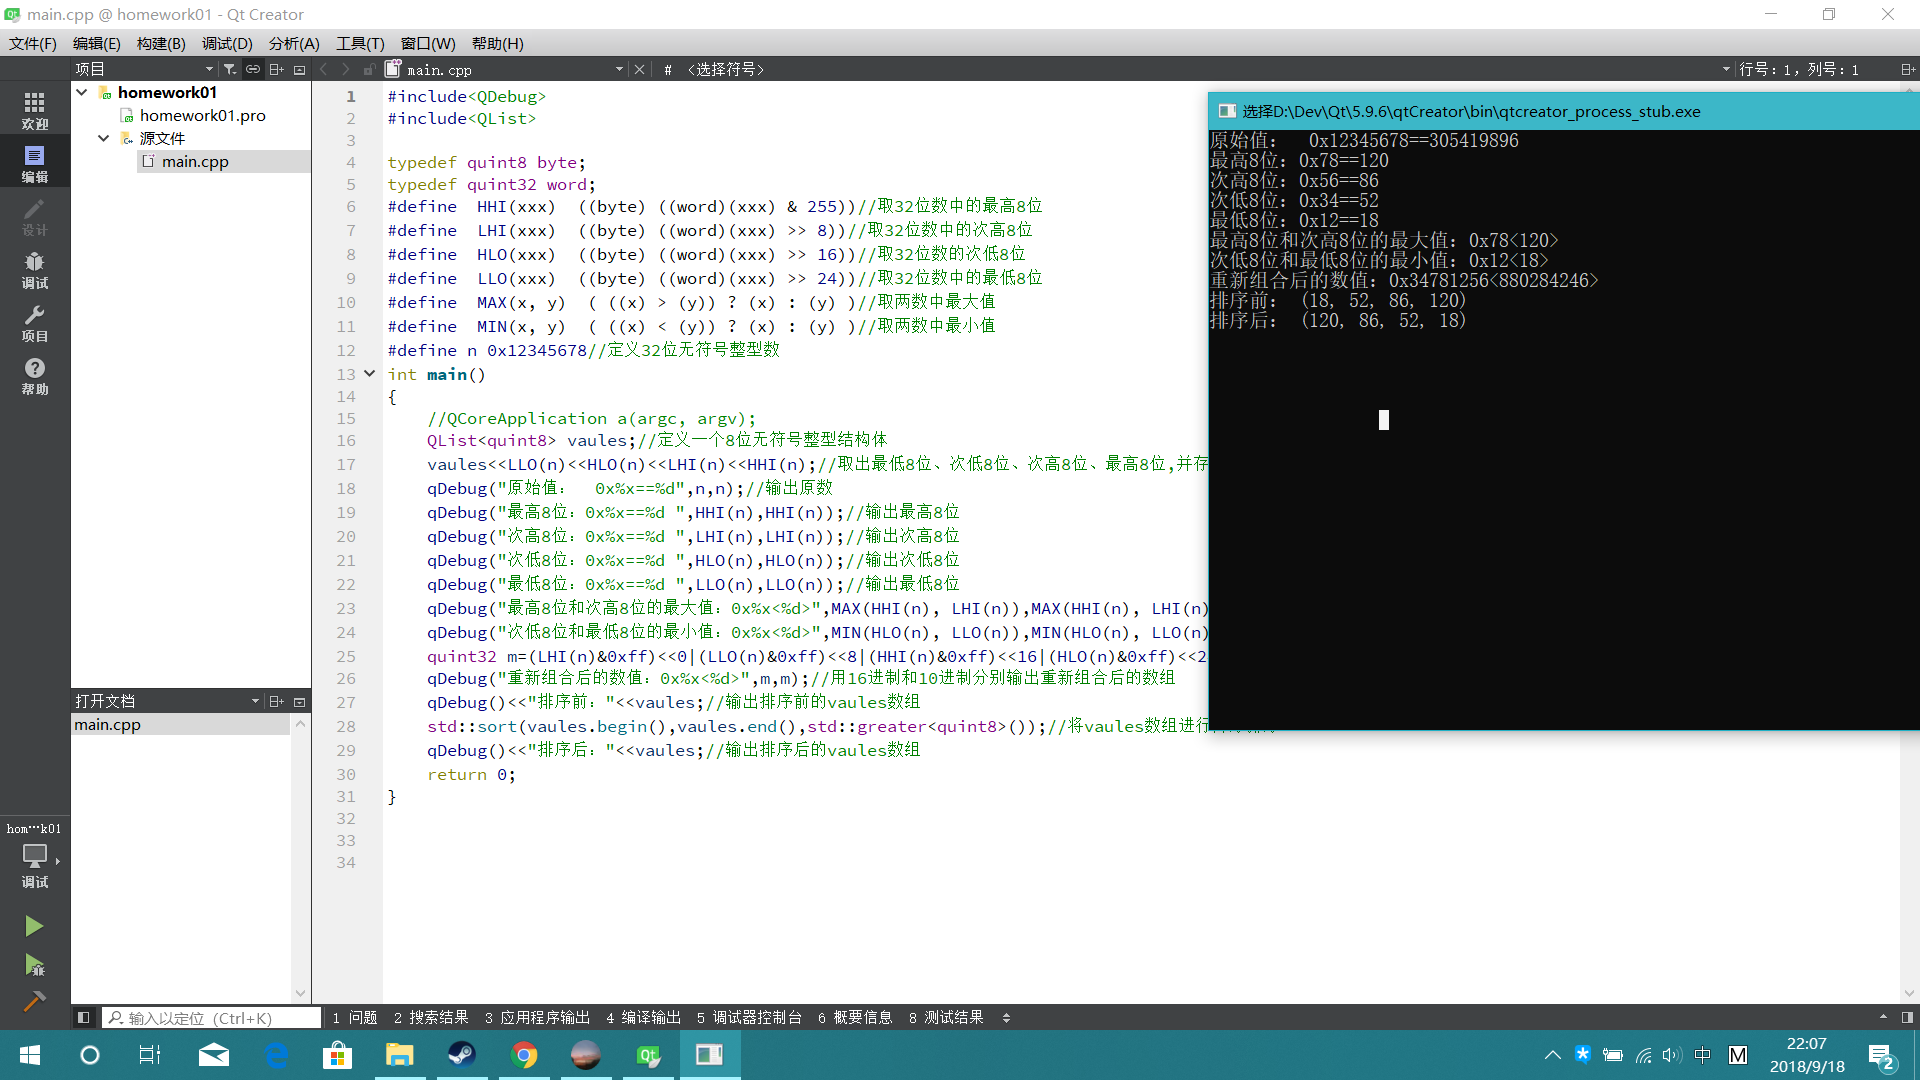 main.cpp @ homework01 - Qt Creator
文件(F) 编辑(E) 构建(B) 调试(D) 分析(A) 工具(T) 窗口(W) 帮助(H)
项目
main.cpp
# <选择符号>
行号: 1, 列号: 1
欢迎
编辑
设计
调试
项目
帮助
homework01
homework01.pro
源文件
main.cpp
1 #include<QDebug>
2 #include<QList>
3
4 typedef quint8 byte;
5 typedef quint32 word;
6 #define  HHI(xxx)  ((byte) ((word)(xxx) & 255))//取32位数中的最高8位
7 #define  LHI(xxx)  ((byte) ((word)(xxx) >> 8))//取32位数中的次高8位
8 #define  HLO(xxx)  ((byte) ((word)(xxx) >> 16))//取32位数的次低8位
9 #define  LLO(xxx)  ((byte) ((word)(xxx) >> 24))//取32位数中的最低8位
10 #define  MAX(x, y)  ( ((x) > (y)) ? (x) : (y) )//取两数中最大值
11 #define  MIN(x, y)  ( ((x) < (y)) ? (x) : (y) )//取两数中最小值
12 #define n 0x12345678//定义32位无符号整型数
13 int main()
14 {
15     //QCoreApplication a(argc, argv);
16     QList<quint8> vaules;//定义一个8位无符号整型结构体
17     vaules<<LLO(n)<<HLO(n)<<LHI(n)<<HHI(n);//取出最低8位、次低8位、次高8位、最高8位,并存
18     qDebug("原始值：  0x%x==%d",n,n);//输出原数
19     qDebug("最高8位：0x%x==%d ",HHI(n),HHI(n));//输出最高8位
20     qDebug("次高8位：0x%x==%d ",LHI(n),LHI(n));//输出次高8位
21     qDebug("次低8位：0x%x==%d ",HLO(n),HLO(n));//输出次低8位
22     qDebug("最低8位：0x%x==%d ",LLO(n),LLO(n));//输出最低8位
23     qDebug("最高8位和次高8位的最大值：0x%x<%d>",MAX(HHI(n), LHI(n)),MAX(HHI(n), LHI(n)
24     qDebug("次低8位和最低8位的最小值：0x%x<%d>",MIN(HLO(n), LLO(n)),MIN(HLO(n), LLO(n)
25     quint32 m=(LHI(n)&0xff)<<0|(LLO(n)&0xff)<<8|(HHI(n)&0xff)<<16|(HLO(n)&0xff)<<2
26     qDebug("重新组合后的数值：0x%x<%d>",m,m);//用16进制和10进制分别输出重新组合后的数组
27     qDebug()<<"排序前："<<vaules;//输出排序前的vaules数组
28     std::sort(vaules.begin(),vaules.end(),std::greater<quint8>());//将vaules数组进行
29     qDebug()<<"排序后："<<vaules;//输出排序后的vaules数组
30     return 0;
31 }
32
33
34
选择D:\Dev\Qt\5.9.6\qtCreator\bin\qtcreator_process_stub.exe
原始值：  0x12345678==305419896
最高8位：0x78==120
次高8位：0x56==86
次低8位：0x34==52
最低8位：0x12==18
最高8位和次高8位的最大值：0x78<120>
次低8位和最低8位的最小值：0x12<18>
重新组合后的数值：0x34781256<880284246>
排序前： (18, 52, 86, 120)
排序后： (120, 86, 52, 18)
打开文档
main.cpp
hom···k01
调试
输入以定位 (Ctrl+K)
1 问题 2 搜索结果 3 应用程序输出 4 编译输出 5 调试器控制台 6 概要信息 8 测试结果
Qt
中
M
22:07
2018/9/18
2